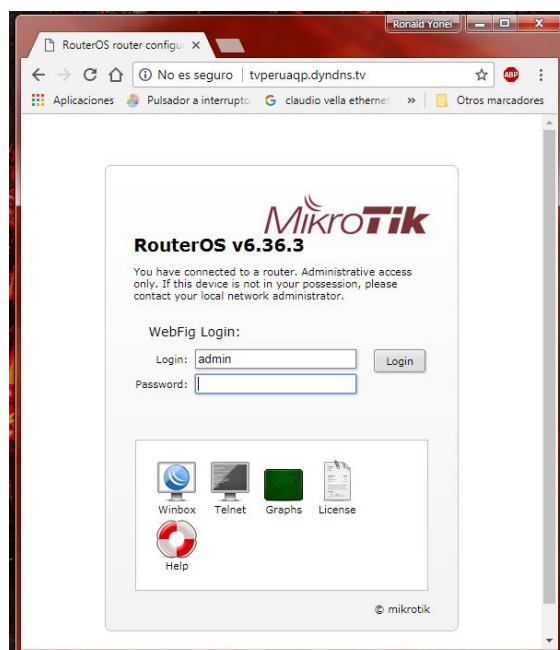 Ronald Yonel
RouterOS router configu
No es seguro | tvperuaqp.dyndns.tv
ABP
Aplicaciones Pulsador a interrupto G claudio vella etherne » Otros marcadores
MikroTik
RouterOS v6.36.3
You have connected to a router. Administrative access
only. If this device is not in your possession, please
contact your local network administrator.
WebFig Login:
Login: admin Login
Password:
Winbox Telnet Graphs License
Help
© mikrotik